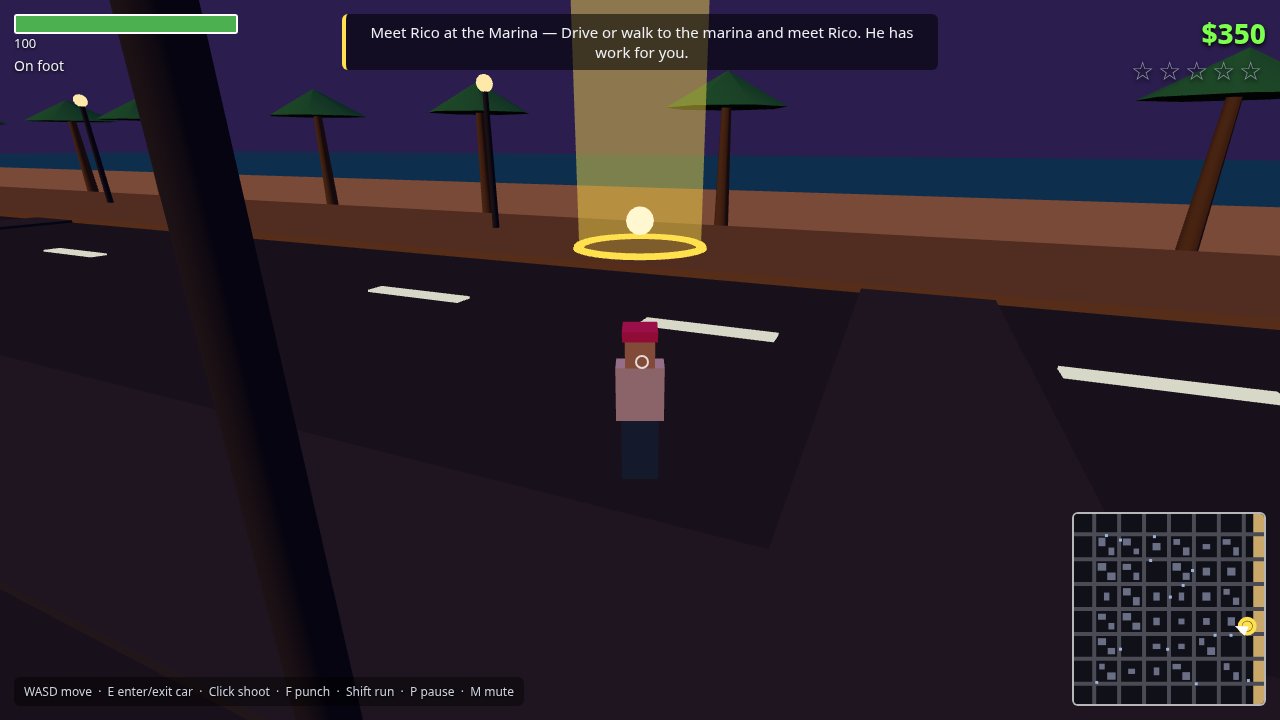 100
On foot
Meet Rico at the Marina — Drive or walk to the marina and meet Rico. He has
work for you.
$350
WASD move · E enter/exit car · Click shoot · F punch · Shift run · P pause · M mute